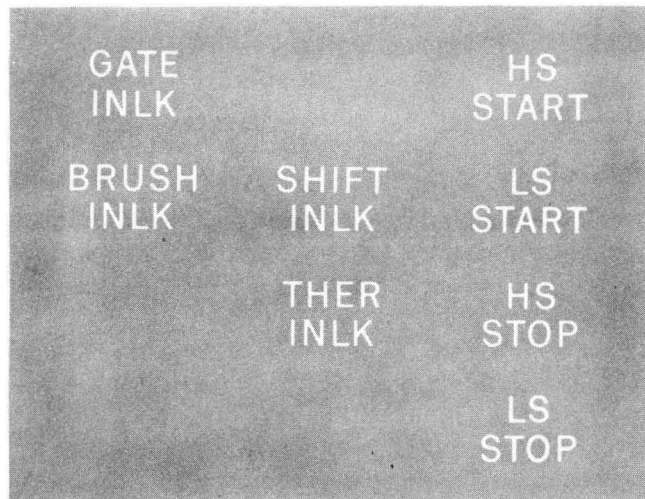 GATE
INLK
HS
START
BRUSH
INLK
SHIFT
INLK
LS
START
THER
INLK
HS
STOP
LS
STOP